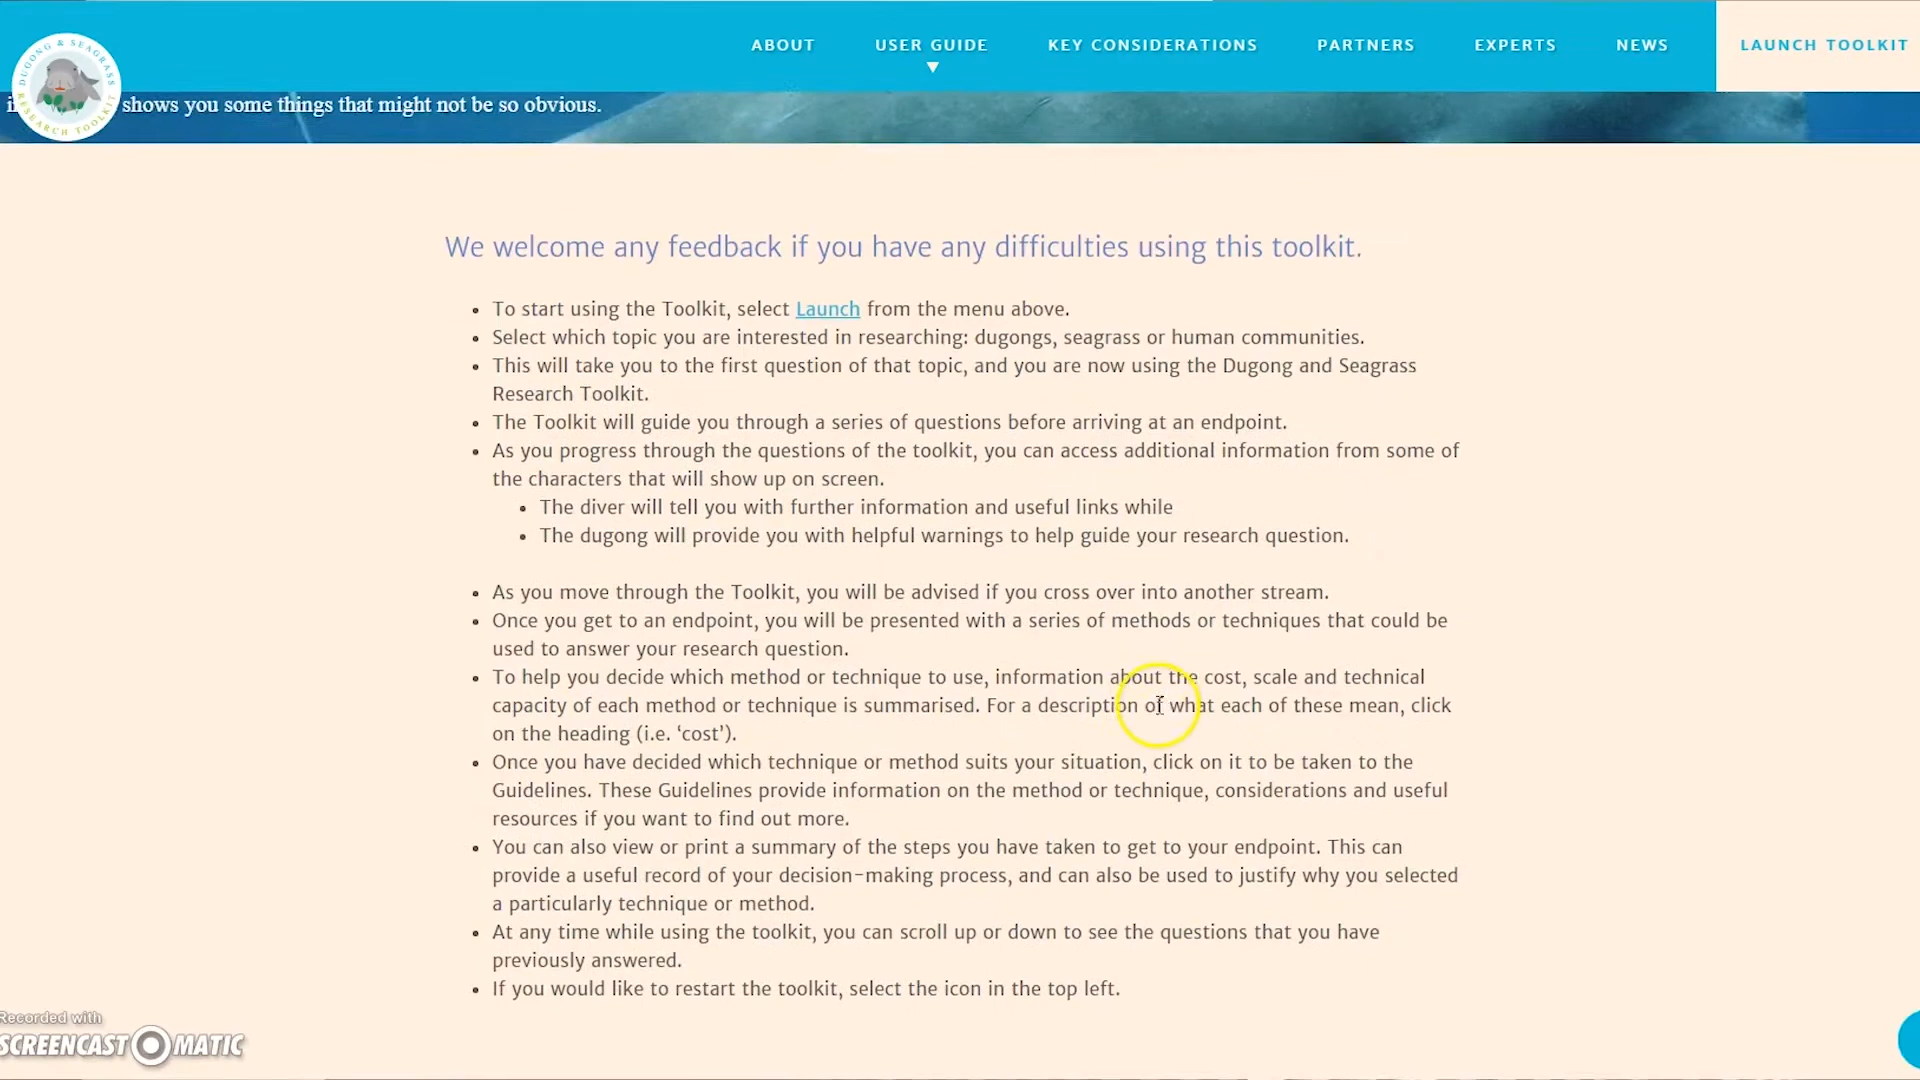 ABOUT USER GUIDE KEY CONSIDERATIONS PARTNERS EXPERTS NEWS LAUNCH TOOLKIT
DUGONG & SEAGRASS RESEARCH TOOLKIT
shows you some things that might not be so obvious.
We welcome any feedback if you have any difficulties using this toolkit.
• To start using the Toolkit, select Launch from the menu above.
• Select which topic you are interested in researching: dugongs, seagrass or human communities.
• This will take you to the first question of that topic, and you are now using the Dugong and Seagrass
Research Toolkit.
• The Toolkit will guide you through a series of questions before arriving at an endpoint.
• As you progress through the questions of the toolkit, you can access additional information from some of
the characters that will show up on screen.
• The diver will tell you with further information and useful links while
• The dugong will provide you with helpful warnings to help guide your research question.
• As you move through the Toolkit, you will be advised if you cross over into another stream.
• Once you get to an endpoint, you will be presented with a series of methods or techniques that could be
used to answer your research question.
• To help you decide which method or technique to use, information about the cost, scale and technical
capacity of each method or technique is summarised. For a description of what each of these mean, click
on the heading (i.e. ‘cost’).
• Once you have decided which technique or method suits your situation, click on it to be taken to the
Guidelines. These Guidelines provide information on the method or technique, considerations and useful
resources if you want to find out more.
• You can also view or print a summary of the steps you have taken to get to your endpoint. This can
provide a useful record of your decision-making process, and can also be used to justify why you selected
a particularly technique or method.
• At any time while using the toolkit, you can scroll up or down to see the questions that you have
previously answered.
• If you would like to restart the toolkit, select the icon in the top left.
Recorded with
SCREENCAST MATIC